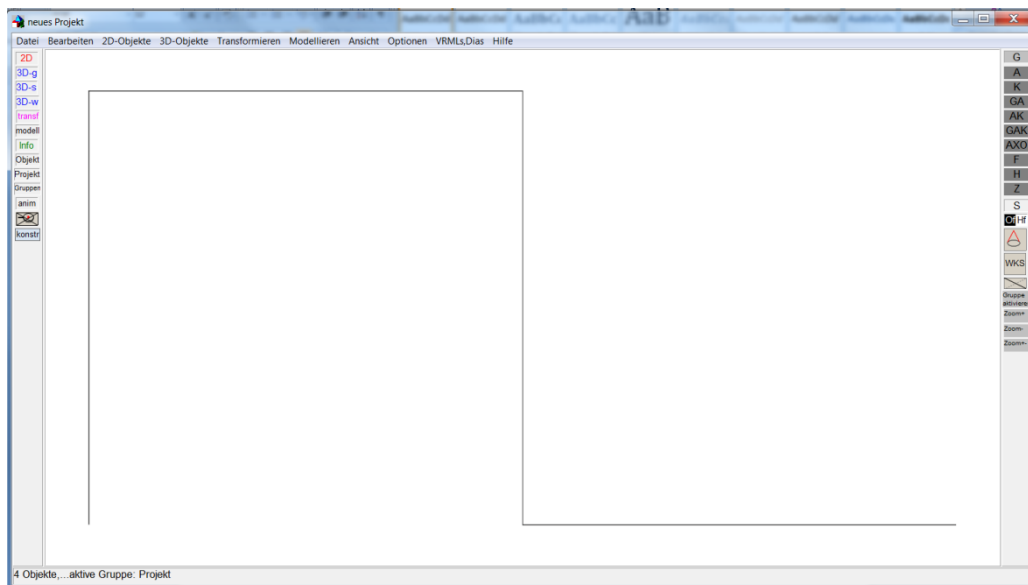 neues Projekt
Datei Bearbeiten 2D-Objekte 3D-Objekte Transformieren Modellieren Ansicht Optionen VRMLs,Dias Hilfe
2D
3D-g
3D-s
3D-w
transf
modell
Info
Objekt
Projekt
Gruppen
anim
konstr
G
A
K
GA
AK
GAK
AXO
F
H
Z
S
Of Hf
WKS
Gruppe
aktiviere
Zoom+
Zoom-
Zoom+-
4 Objekte,...aktive Gruppe: Projekt